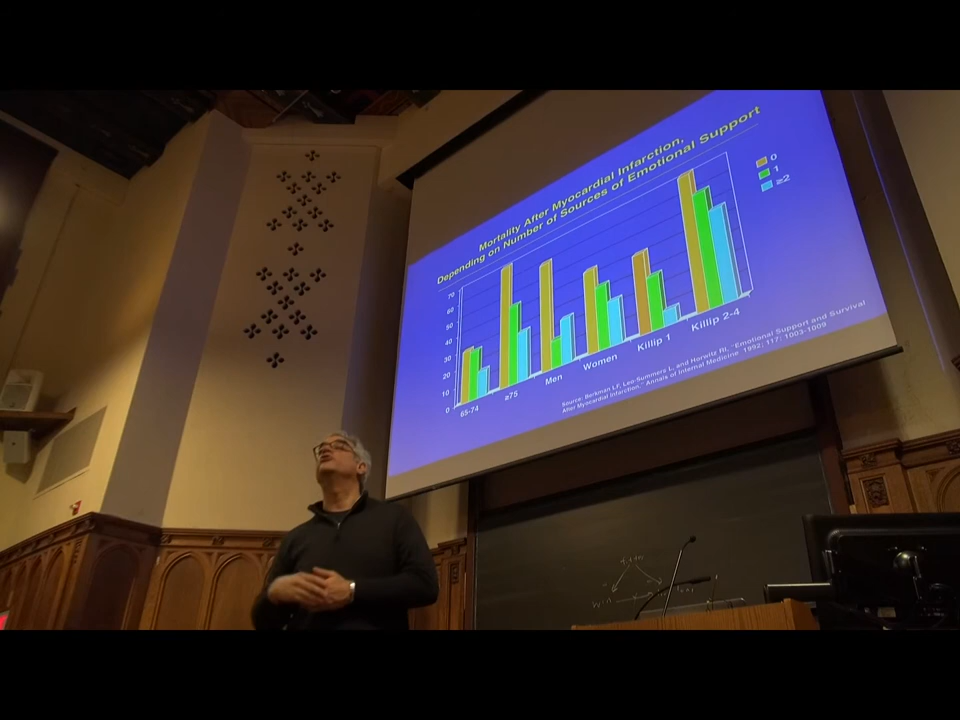 Mortality After Myocardial Infarction,
Depending on Number of Sources of Emotional Support
0
1
≥2
70
60
50
40
30
20
10
0
65-74
≥75
Men
Women
Killip 1
Killip 2-4
Source: Berkman LF, Leo-Summers L, and Horwitz RI. "Emotional Support and Survival
After Myocardial Infarction." Annals of Internal Medicine 1992; 117: 1003-1009